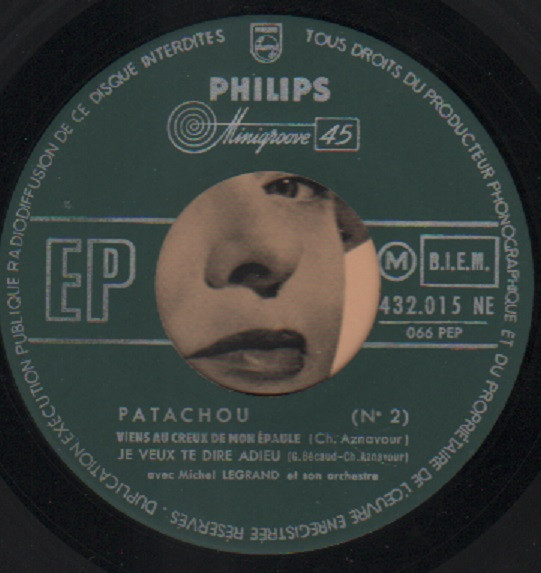 TOUS DROITS DU PRODUCTEUR PHONOGRAPHIQUE ET DU PROPRIÉTAIRE DE L'ŒUVRE ENREGISTRÉE RÉSERVÉS · DUPLICATION EXÉCUTION PUBLIQUE RADIODIFFUSION DE CE DISQUE INTERDITES
PHILIPS
PHILIPS
Minigroove 45
EP
M B.I.E.M.
432.015 NE
066 PEP
PATACHOU (N° 2)
VIENS AU CREUX DE MON ÉPAULE (Ch. Aznavour)
JE VEUX TE DIRE ADIEU (G. Bécaud-Ch. Aznavour)
avec Michel LEGRAND et son orchestre